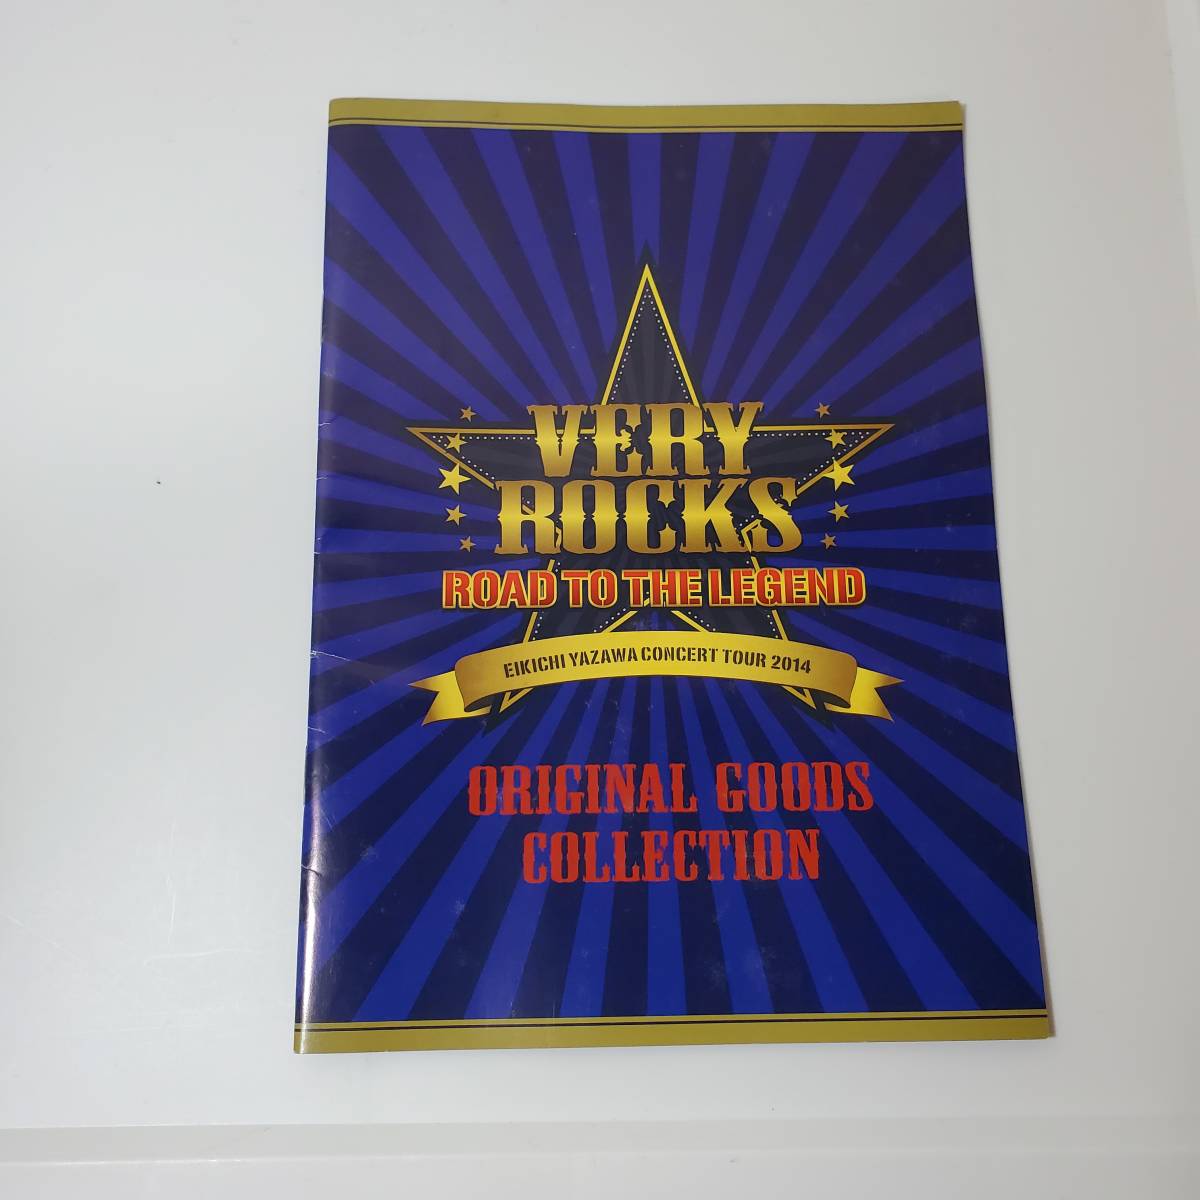 VERY
ROCKS
ROAD TO THE LEGEND
EIKICHI YAZAWA CONCERT TOUR 2014
ORIGINAL GOODS
COLLECTION